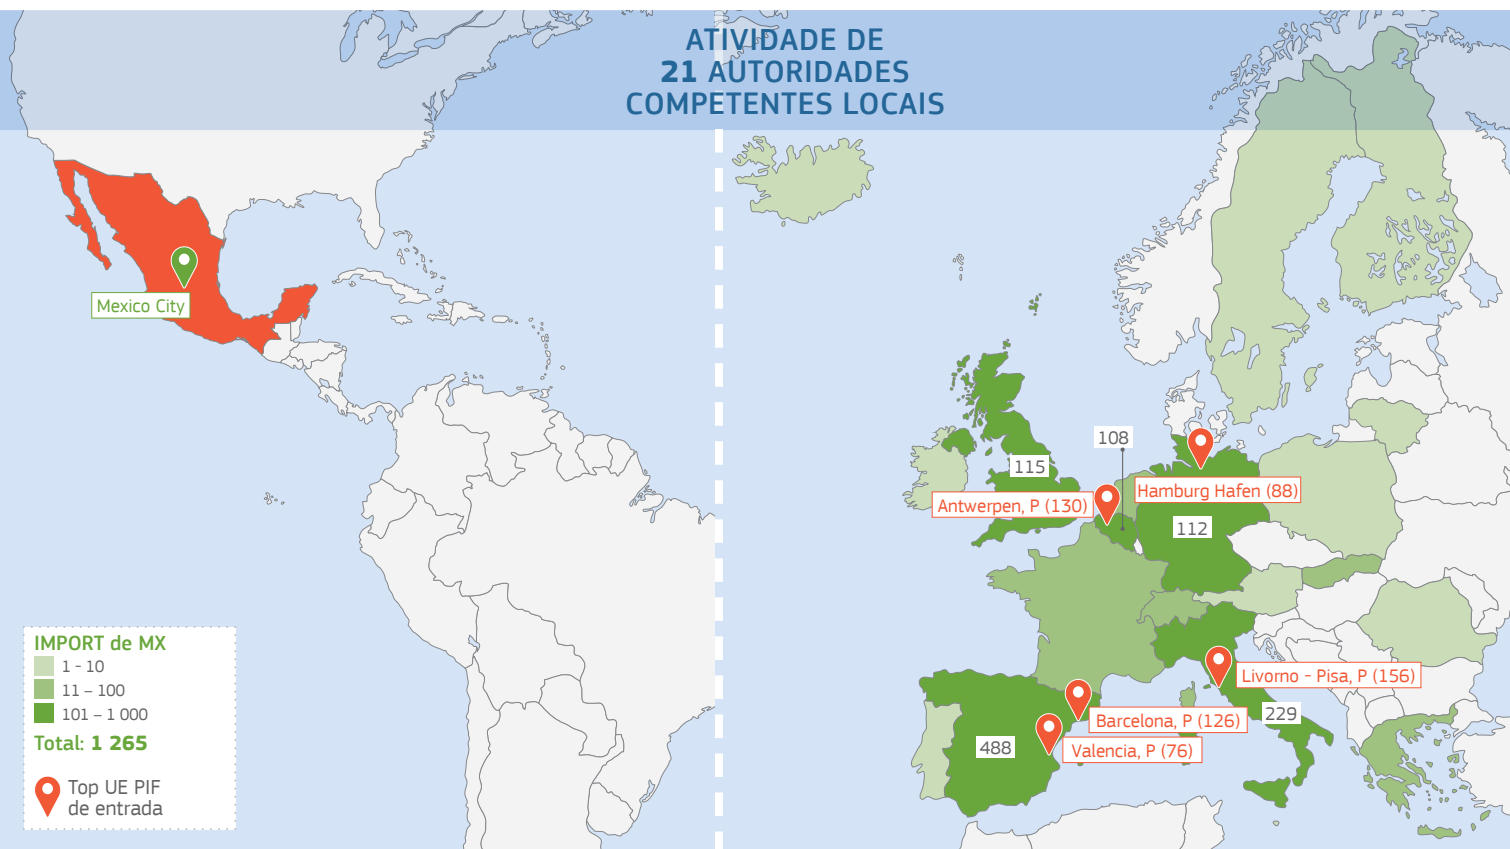 ATIVIDADE DE
21 AUTORIDADES
COMPETENTES LOCAIS
Mexico City
108
115
Hamburg Hafen (88)
Antwerpen, P (130)
112
IMPORT de MX
1 - 10
11 – 100
101 – 1 000
Total: 1 265
Top UE PIF
de entrada
Livorno - Pisa, P (156)
229
Barcelona, P (126)
488
Valencia, P (76)